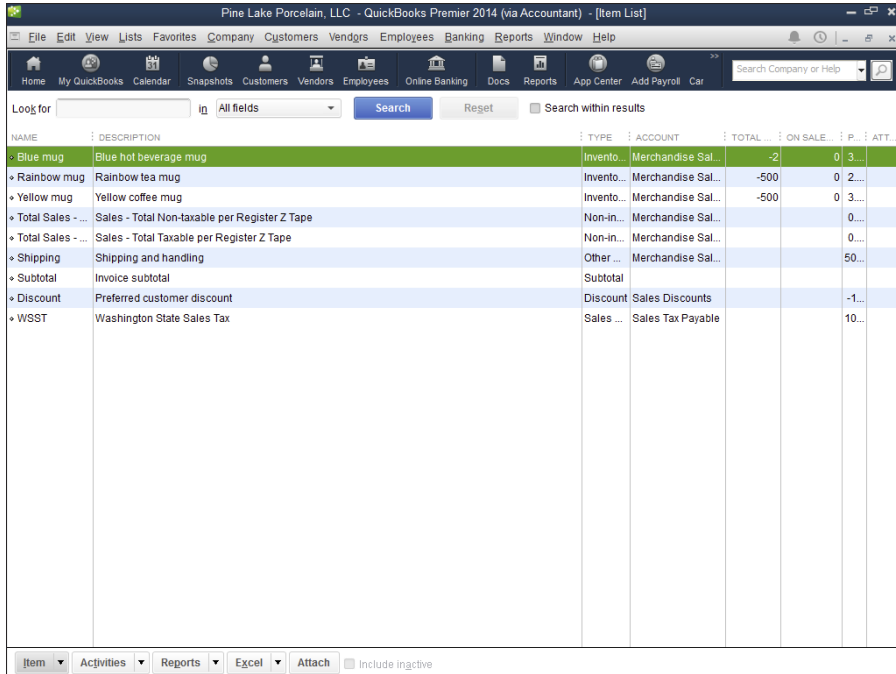 Pine Lake Porcelain, LLC - QuickBooks Premier 2014 (via Accountant) - [Item List]
File Edit View Lists Favorites Company Customers Vendors Employees Banking Reports Window Help
31
Home My QuickBooks Calendar Snapshots Customers Vendors Employees Online Banking Docs Reports App Center Add Payroll Car >> Search Company or Help
Look for in All fields Search Reset Search within results
NAME DESCRIPTION TYPE ACCOUNT TOTAL ... ON SALE... P... ATT...
Blue mug Blue hot beverage mug Invento... Merchandise Sal... -2 0 3....
Rainbow mug Rainbow tea mug Invento... Merchandise Sal... -500 0 2....
Yellow mug Yellow coffee mug Invento... Merchandise Sal... -500 0 3....
Total Sales - ... Sales - Total Non-taxable per Register Z Tape Non-in... Merchandise Sal... 0....
Total Sales - ... Sales - Total Taxable per Register Z Tape Non-in... Merchandise Sal... 0....
Shipping Shipping and handling Other ... Merchandise Sal... 50...
Subtotal Invoice subtotal Subtotal
Discount Preferred customer discount Discount Sales Discounts -1...
WSST Washington State Sales Tax Sales ... Sales Tax Payable 10...
Item Activities Reports Excel Attach Include inactive